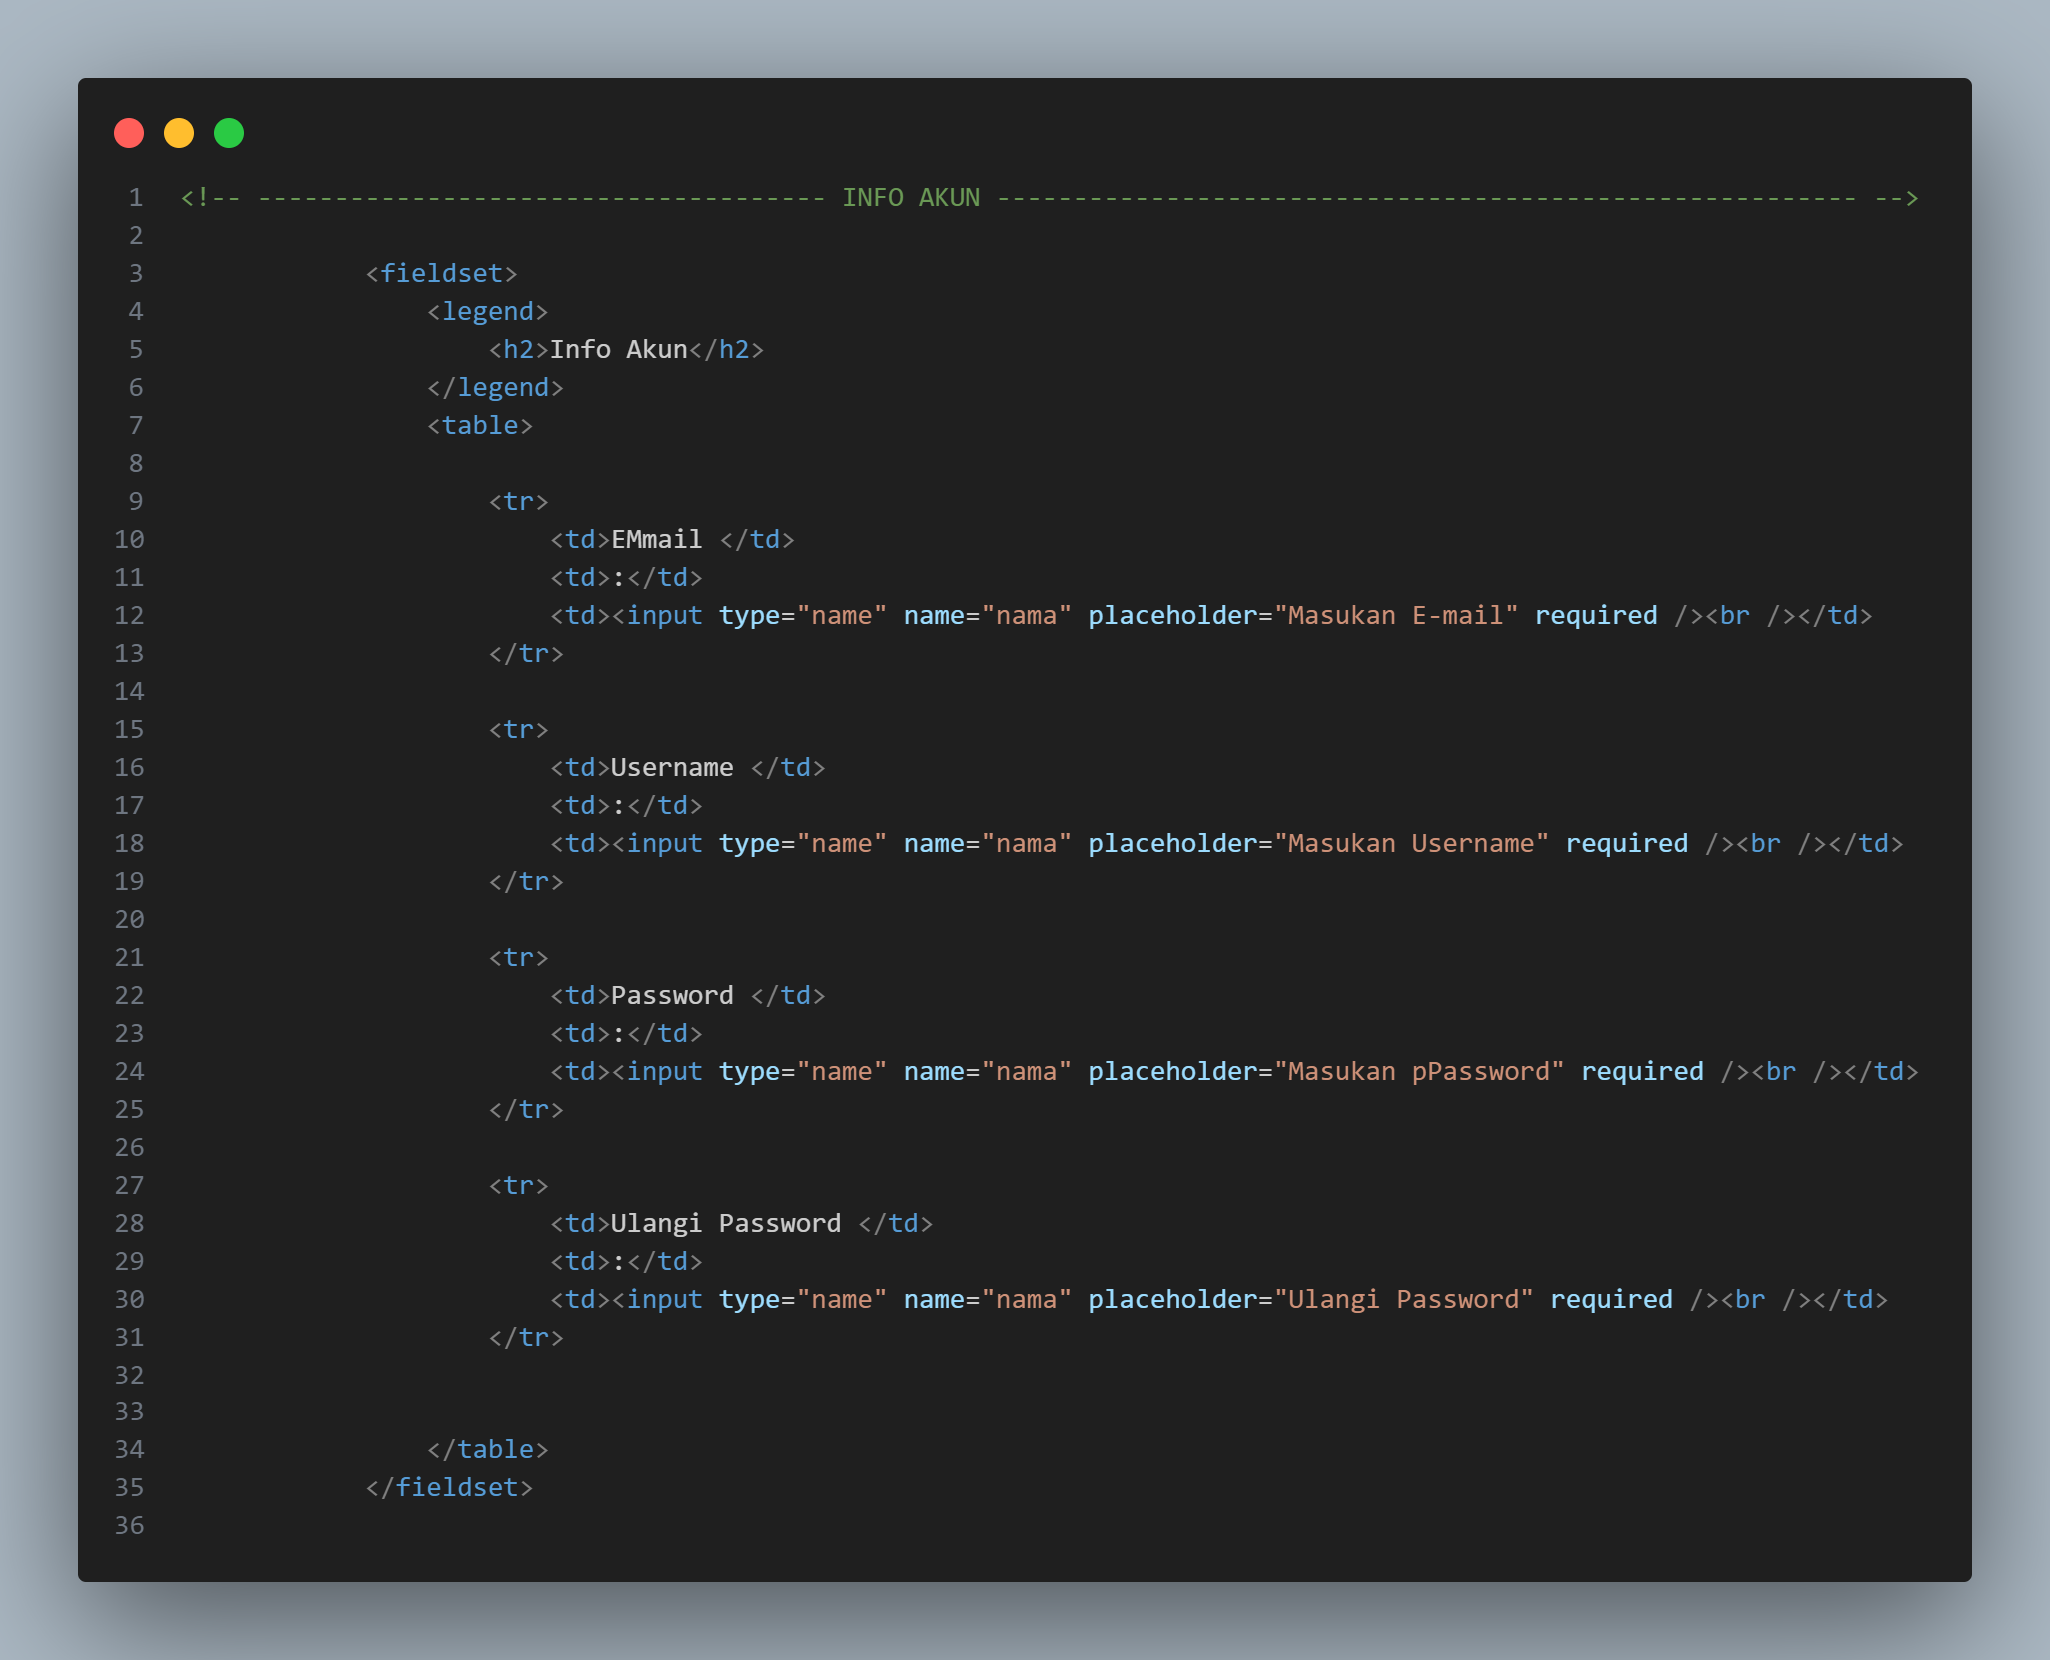 1 <!-- ------------------------------------- INFO AKUN -------------------------------------------------------- -->
2
3 <fieldset>
4 <legend>
5 <h2>Info Akun</h2>
6 </legend>
7 <table>
8
9 <tr>
10 <td>EMmail </td>
11 <td>:</td>
12 <td><input type="name" name="nama" placeholder="Masukan E-mail" required /><br /></td>
13 </tr>
14
15 <tr>
16 <td>Username </td>
17 <td>:</td>
18 <td><input type="name" name="nama" placeholder="Masukan Username" required /><br /></td>
19 </tr>
20
21 <tr>
22 <td>Password </td>
23 <td>:</td>
24 <td><input type="name" name="nama" placeholder="Masukan pPassword" required /><br /></td>
25 </tr>
26
27 <tr>
28 <td>Ulangi Password </td>
29 <td>:</td>
30 <td><input type="name" name="nama" placeholder="Ulangi Password" required /><br /></td>
31 </tr>
32
33
34 </table>
35 </fieldset>
36